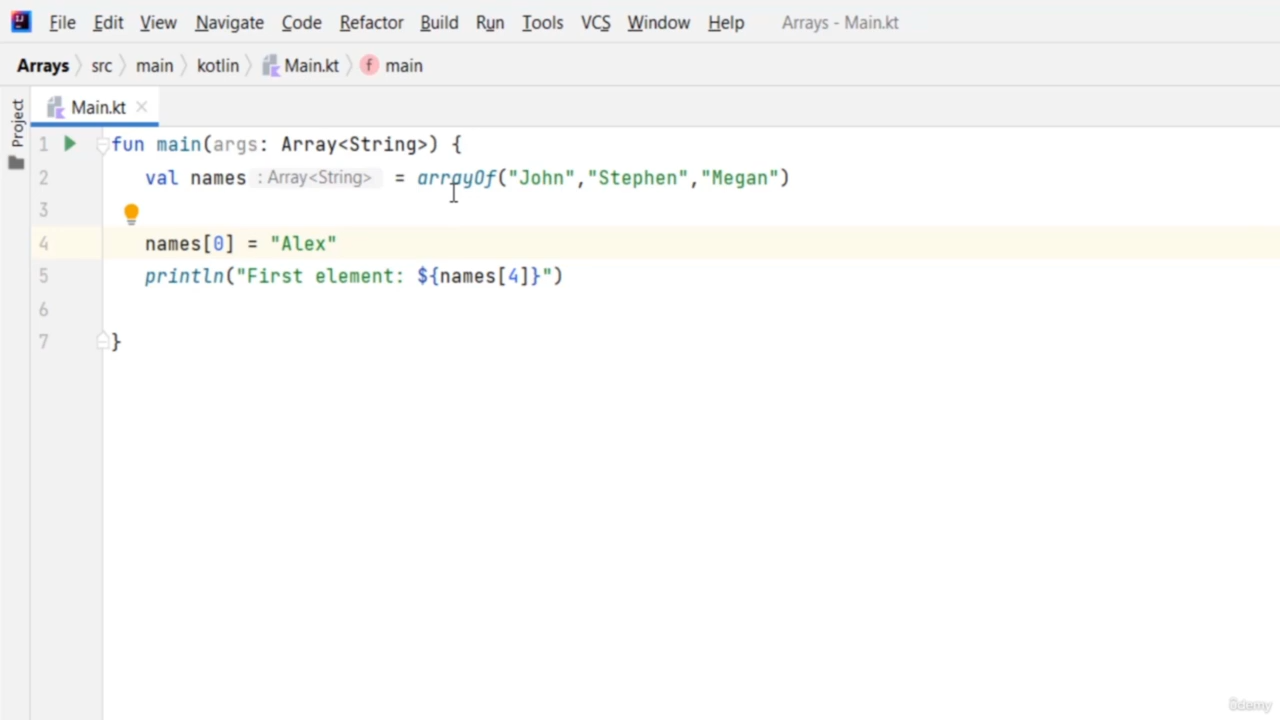 File Edit View Navigate Code Refactor Build Run Tools VCS Window Help Arrays - Main.kt
Arrays src main kotlin Main.kt f main
Project
Main.kt
1 fun main(args: Array<String>) {
2 val names : Array<String> = arrayOf("John","Stephen","Megan")
3
4 names[0] = "Alex"
5 println("First element: ${names[4]}")
6
7 }
ûdemy